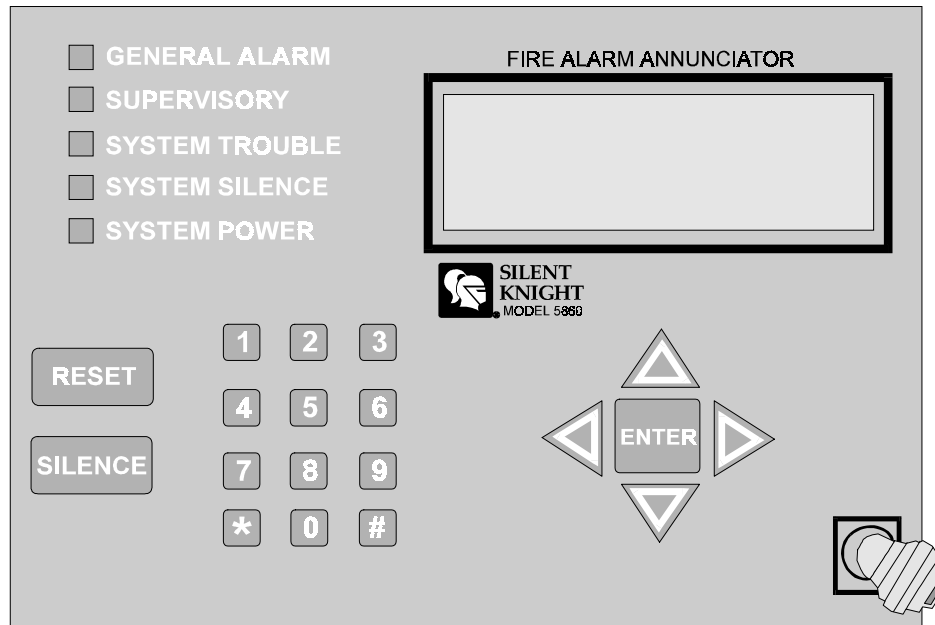 GENERAL ALARM
SUPERVISORY
SYSTEM TROUBLE
SYSTEM SILENCE
SYSTEM POWER
FIRE ALARM ANNUNCIATOR
SILENT
KNIGHT
MODEL 5860
RESET
SILENCE
1 2 3
4 5 6
7 8 9
* 0 #
ENTER